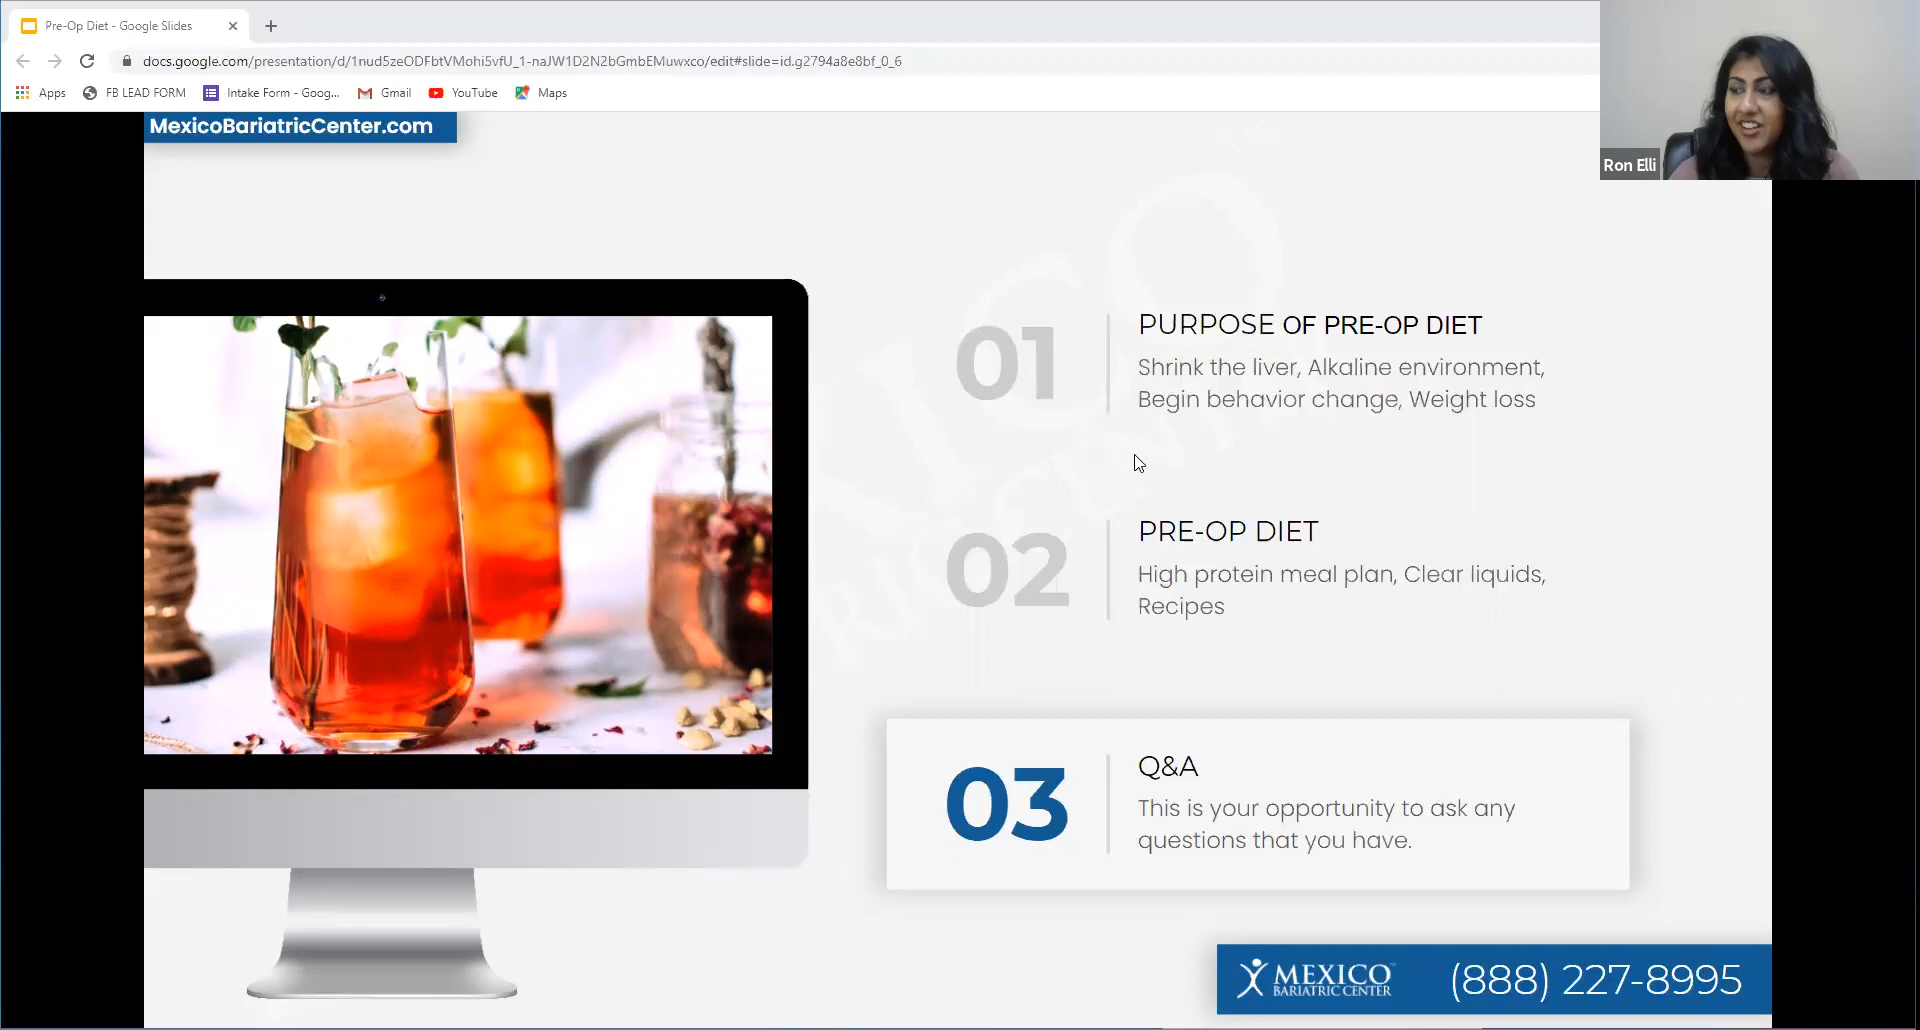 Pre-Op Diet - Google Slides
docs.google.com/presentation/d/1nud5zeODFbtVMohi5vfU_1-naJW1D2N2bGmbEMuwxco/edit#slide=id.g2794a8e8bf_0_6
Apps FB LEAD FORM Intake Form - Goog... Gmail YouTube Maps
MexicoBariatricCenter.com
Ron Elli
01
PURPOSE OF PRE-OP DIET
Shrink the liver, Alkaline environment,
Begin behavior change, Weight loss
02
PRE-OP DIET
High protein meal plan, Clear liquids,
Recipes
03
Q&A
This is your opportunity to ask any
questions that you have.
MEXICO
BARIATRIC CENTER
(888) 227-8995